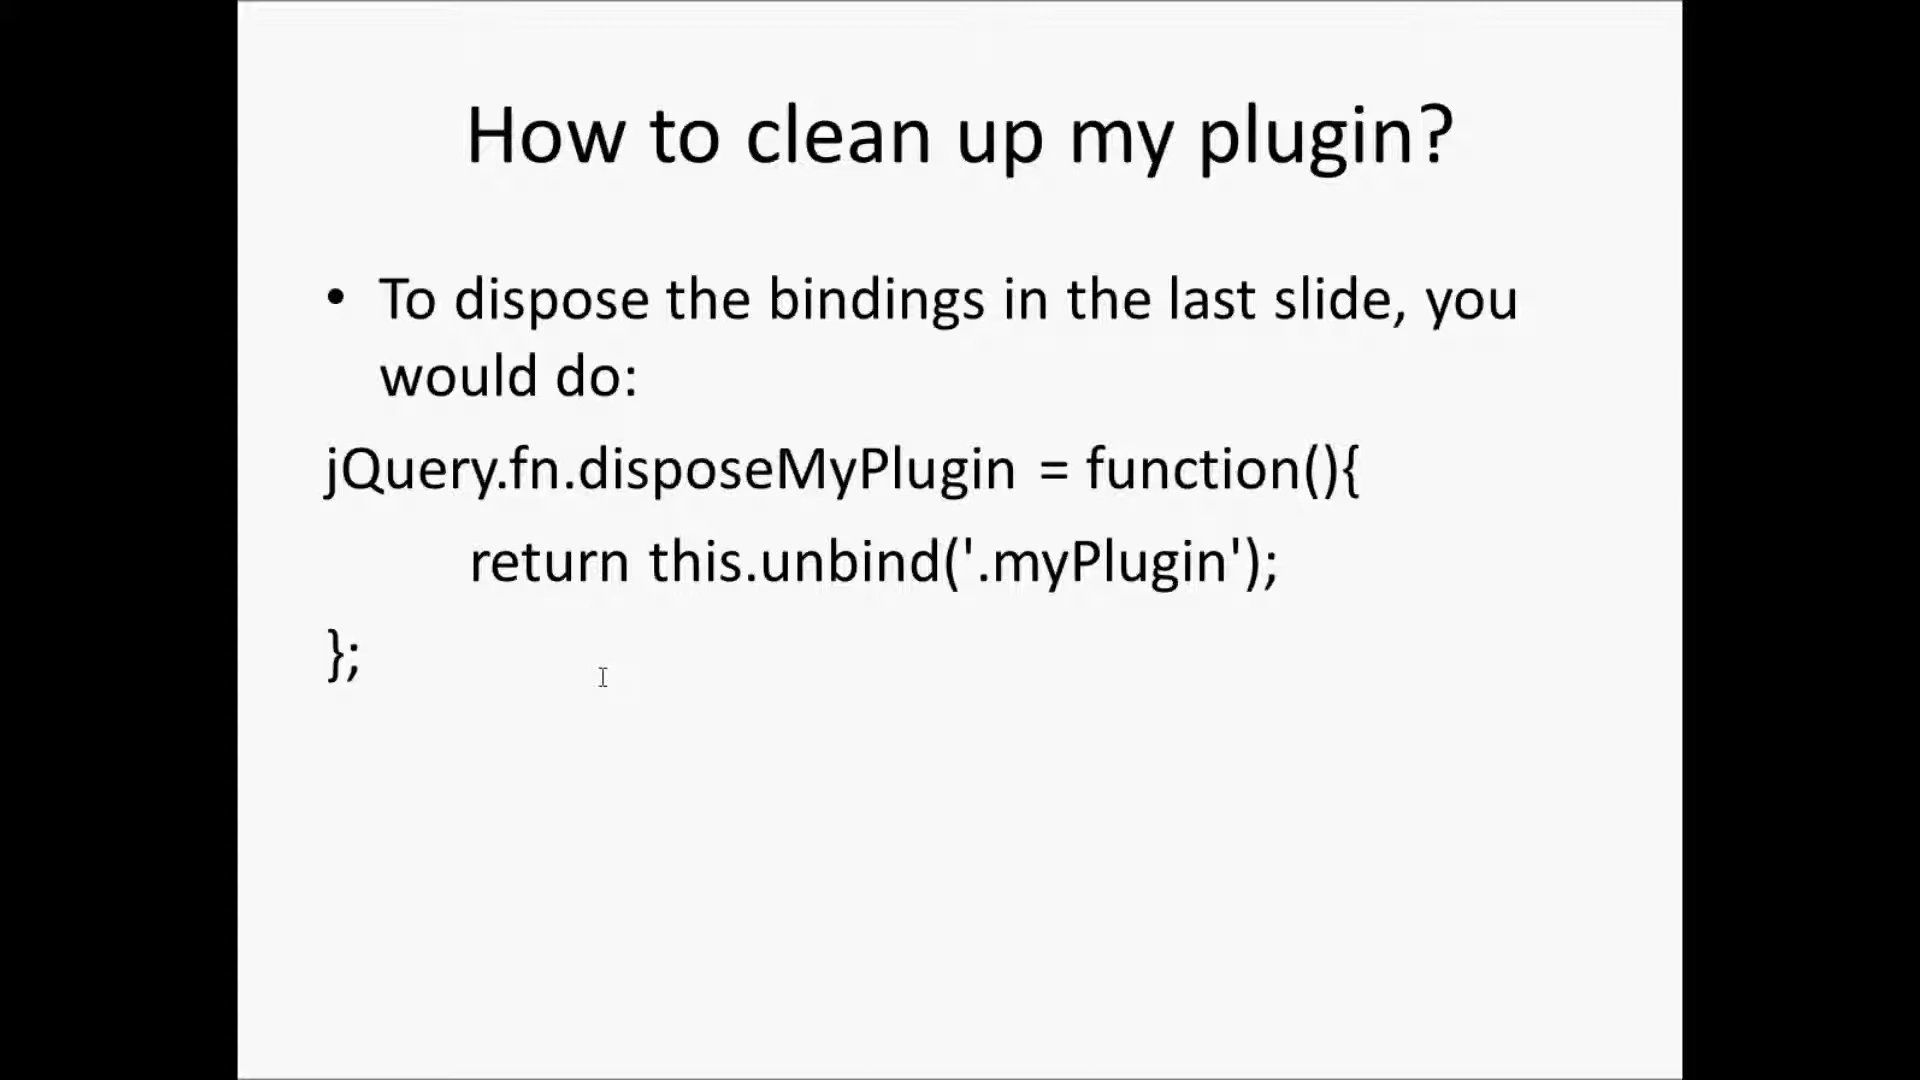 How to clean up my plugin?
• To dispose the bindings in the last slide, you
would do:
jQuery.fn.disposeMyPlugin = function(){
return this.unbind('.myPlugin');
};